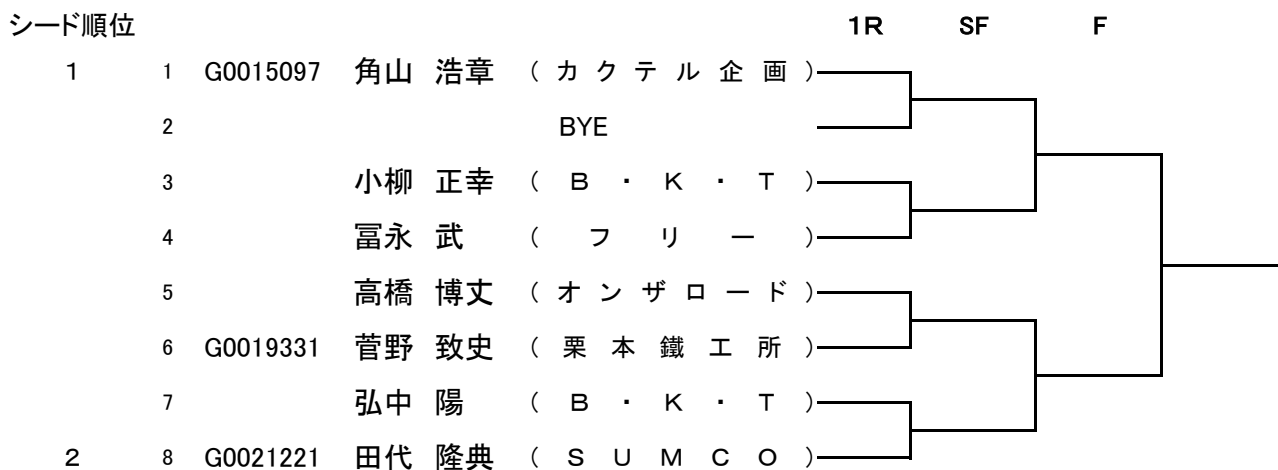 シード順位 1R SF F
1 1 G0015097 角山 浩章 ( カクテル企画 )
2 BYE
3 小柳 正幸 ( B・K・T )
4 冨永 武 ( フリー )
5 高橋 博丈 ( オンザロード )
6 G0019331 菅野 致史 ( 栗本鐵工所 )
7 弘中 陽 ( B・K・T )
2 8 G0021221 田代 隆典 ( SUMCO )